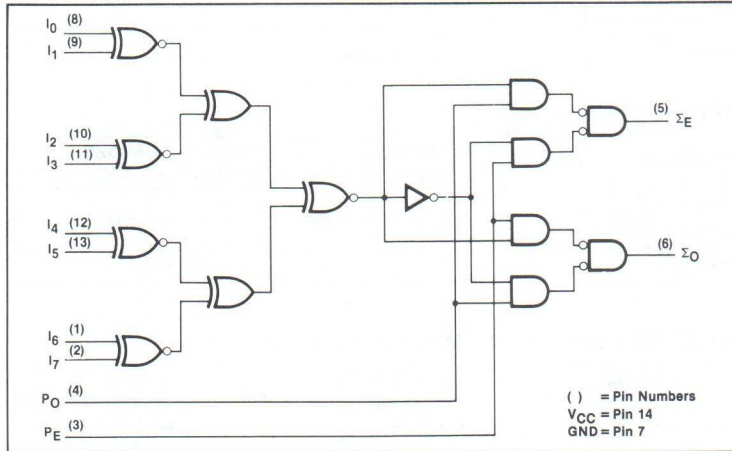 I0 (8)
I1 (9)
I2 (10)
I3 (11)
I4 (12)
I5 (13)
I6 (1)
I7 (2)
PO (4)
PE (3)
(5) ΣE
(6) ΣO
( ) = Pin Numbers
VCC = Pin 14
GND = Pin 7